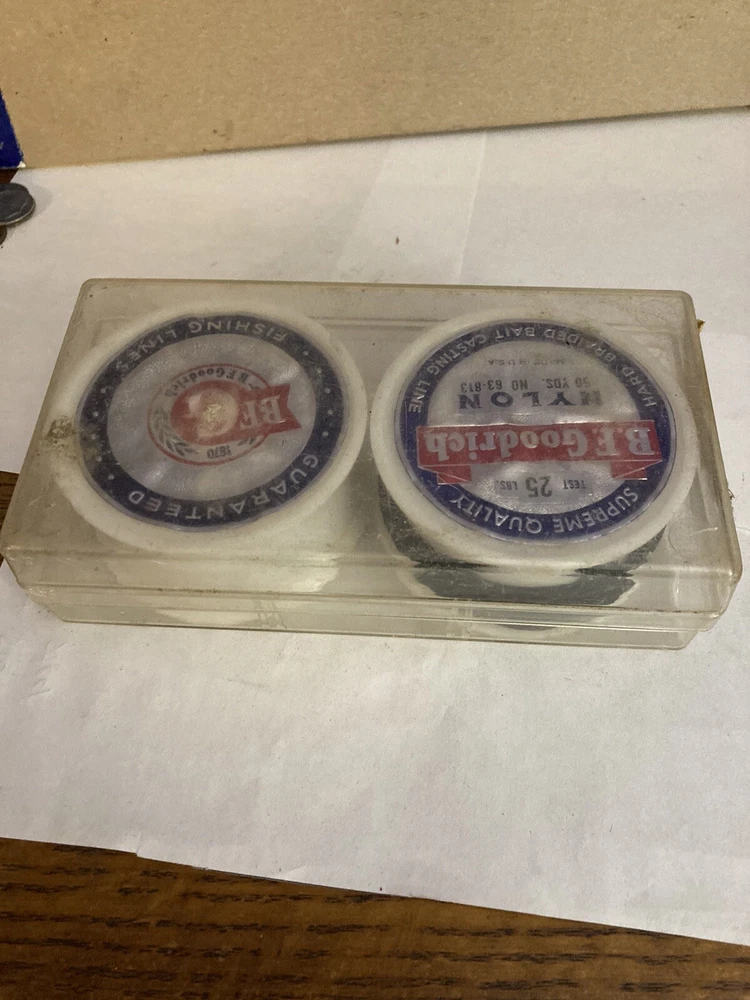 GUARANTEED
1870
BFG
B.F. Goodrich
FISHING LINES
SUPREME QUALITY
TEST 25 LBS.
B.F. Goodrich
NYLON
50 YDS. NO 63-813
MADE IN U.S.A
HARD BRAIDED BAIT CASTING LINE